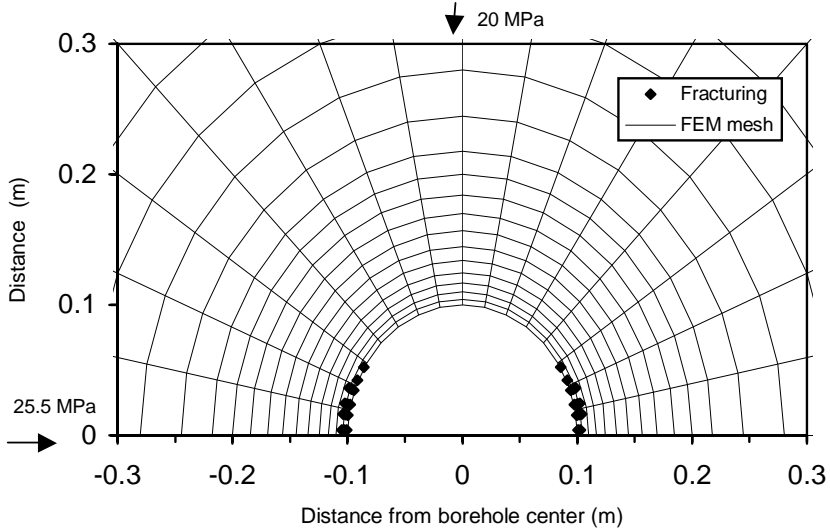 20 MPa
0.3
Fracturing
FEM mesh
0.2
Distance (m)
0.1
25.5 MPa
0
-0.3 -0.2 -0.1 0 0.1 0.2 0.3
Distance from borehole center (m)